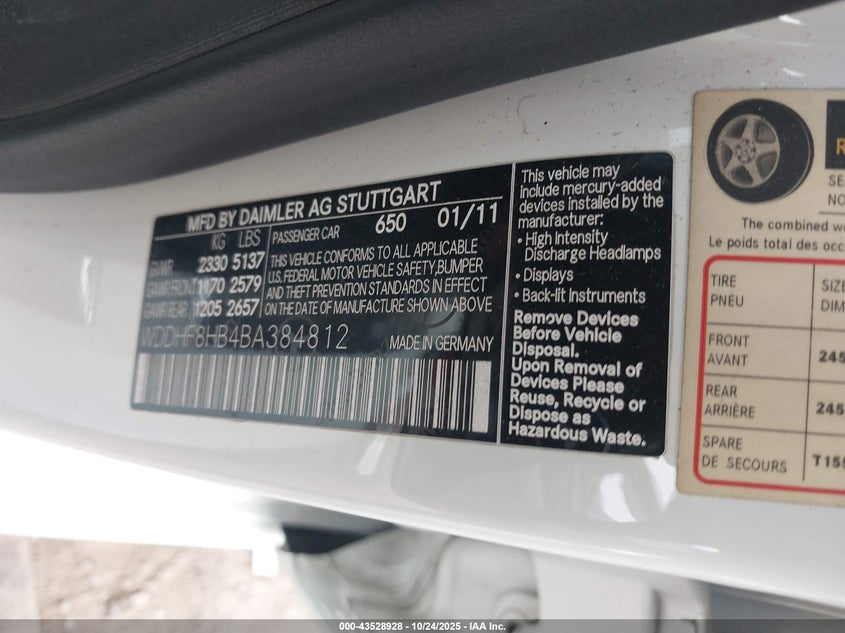 MFD BY DAIMLER AG STUTTGART
KG LBS PASSENGER CAR 650 01/11
GVWR 2330 5137
GAWR FRONT 1170 2579
GAWR REAR 1205 2657
THIS VEHICLE CONFORMS TO ALL APPLICABLE
U.S. FEDERAL MOTOR VEHICLE SAFETY,BUMPER
AND THEFT PREVENTION STANDARDS IN EFFECT
ON THE DATE OF MANUFACTURE SHOWN ABOVE
WDDHF8HB4BA384812 MADE IN GERMANY
This vehicle may
include mercury-added
devices installed by the
manufacturer:
• High Intensity
Discharge Headlamps
• Displays
• Back-lit Instruments
Remove Devices
Before Vehicle
Disposal.
Upon Removal of
Devices Please
Reuse, Recycle or
Dispose as
Hazardous Waste.
The combined
Le poids total des
TIRE
PNEU
FRONT
AVANT
245
REAR
ARRIÈRE
245
SPARE
DE SECOURS
000-43528928 - 10/24/2025 - IAA Inc.